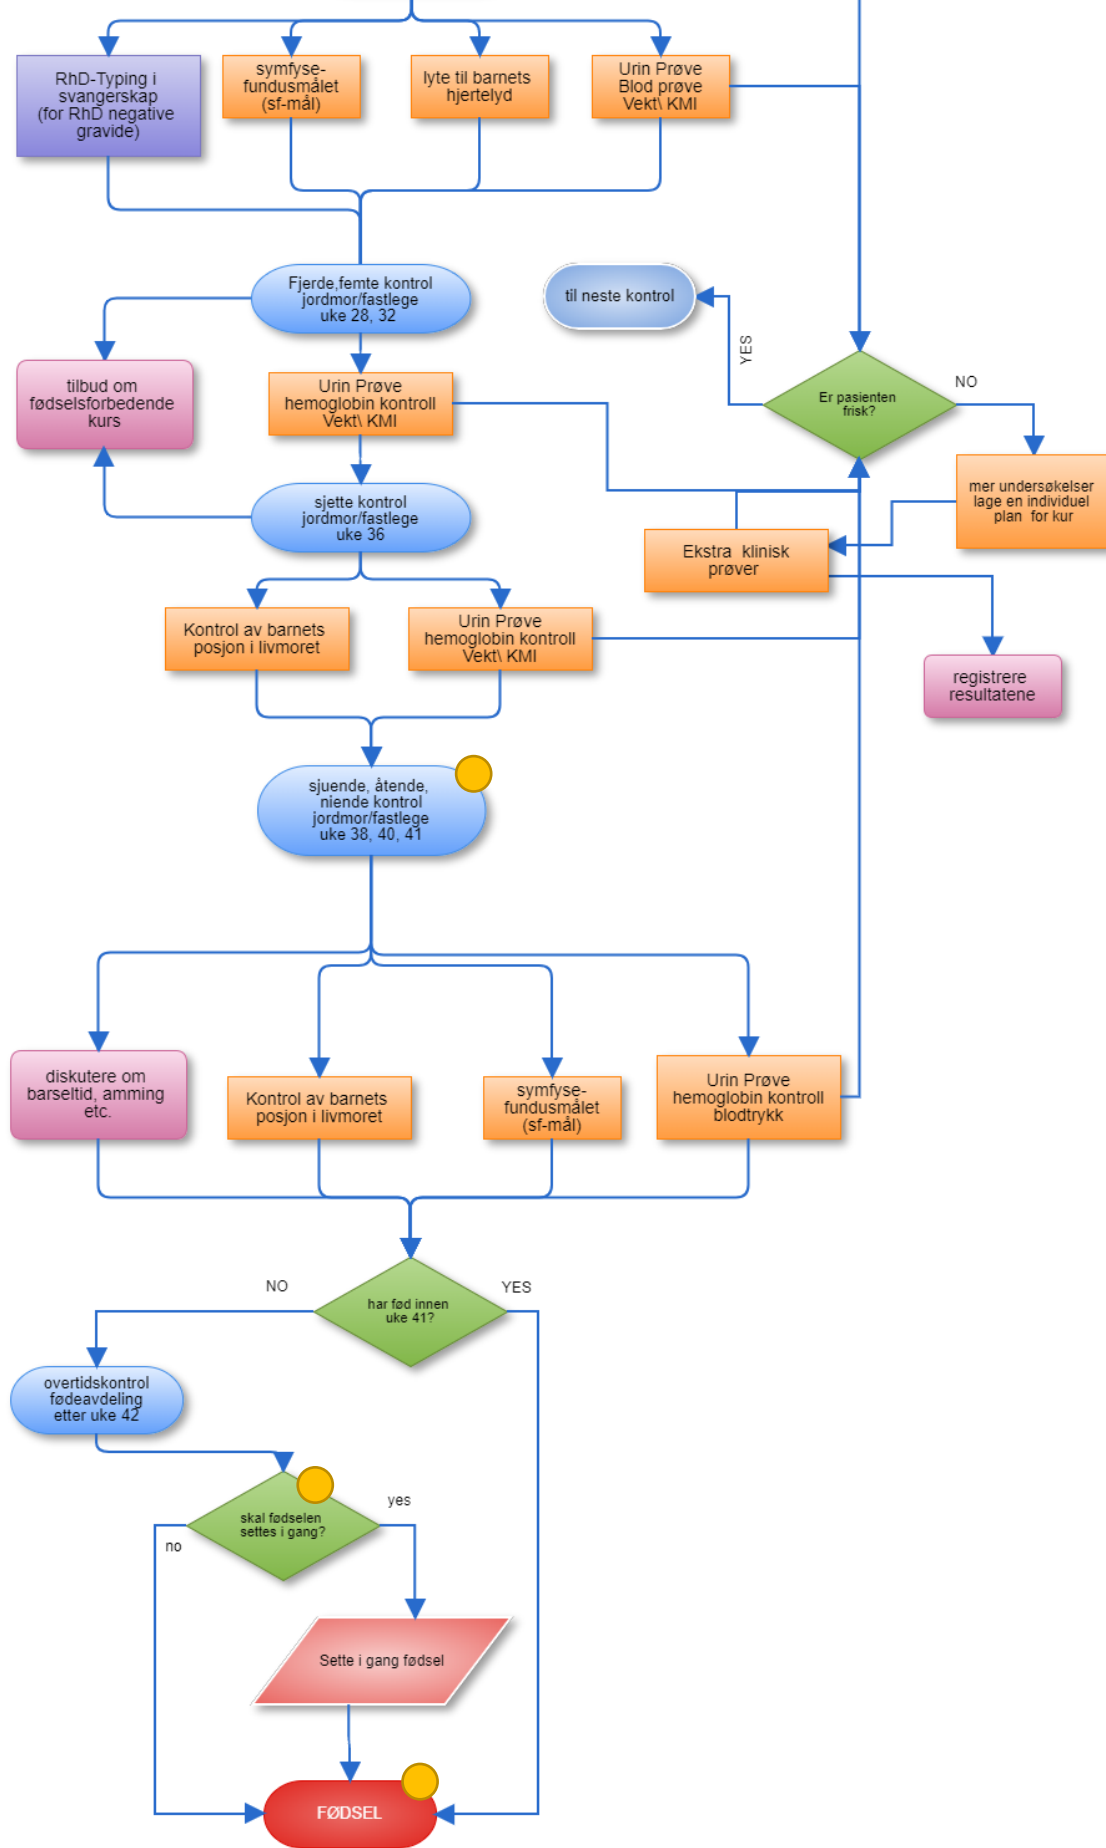 RhD-Typing i
svangerskap
(for RhD negative
gravide)
symfyse-
fundusmålet
(sf-mål)
lyte til barnets
hjertelyd
Urin Prøve
Blod prøve
Vekt\ KMI
Fjerde,femte kontrol
jordmor/fastlege
uke 28, 32
til neste kontrol
YES
Er pasienten
frisk?
NO
tilbud om
fødselsforbedende
kurs
Urin Prøve
hemoglobin kontroll
Vekt\ KMI
mer undersøkelser
lage en individuel
plan for kur
sjette kontrol
jordmor/fastlege
uke 36
Ekstra klinisk
prøver
Kontrol av barnets
posjon i livmoret
Urin Prøve
hemoglobin kontroll
Vekt\ KMI
registrere
resultatene
sjuende, åtende,
niende kontrol
jordmor/fastlege
uke 38, 40, 41
diskutere om
barseltid, amming
etc.
Kontrol av barnets
posjon i livmoret
symfyse-
fundusmålet
(sf-mål)
Urin Prøve
hemoglobin kontroll
blodtrykk
NO
har fød innen
uke 41?
YES
overtidskontrol
fødeavdeling
etter uke 42
skal fødselen
settes i gang?
yes
no
Sette i gang fødsel
FØDSEL